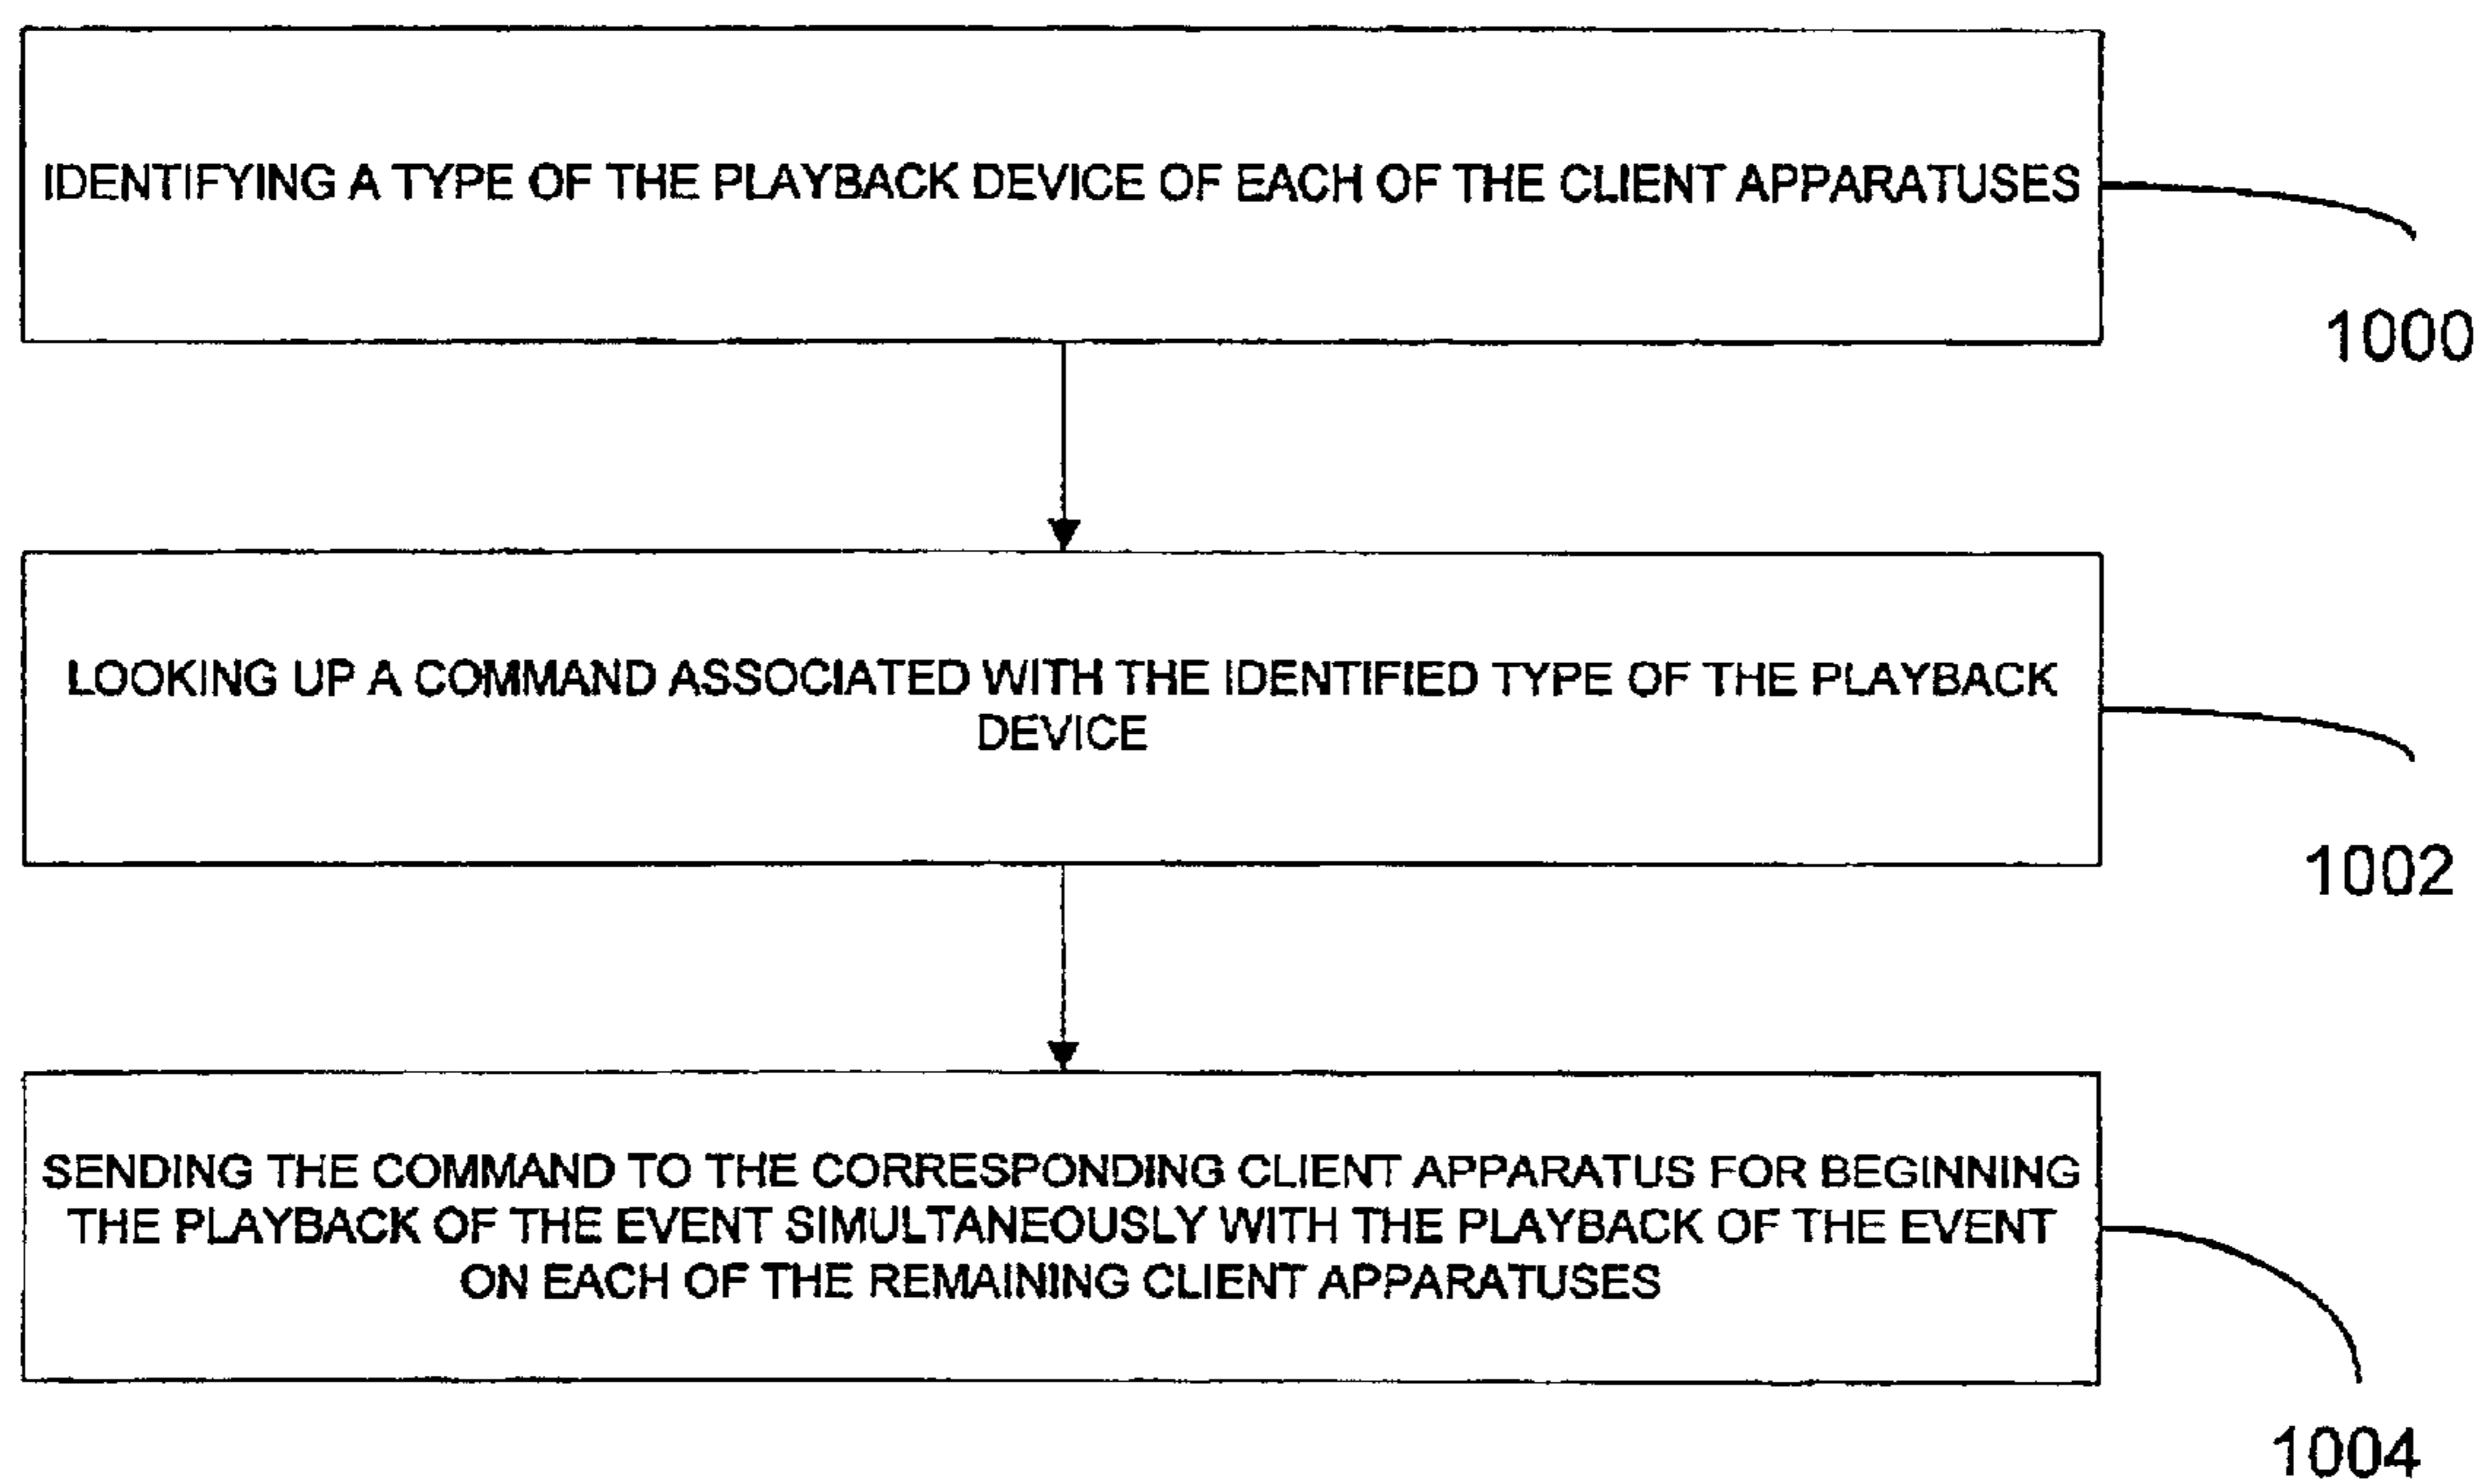 IDENTIFYING A TYPE OF THE PLAYBACK DEVICE OF EACH OF THE CLIENT APPARATUSES
1000
LOOKING UP A COMMAND ASSOCIATED WITH THE IDENTIFIED TYPE OF THE PLAYBACK
DEVICE
1002
SENDING THE COMMAND TO THE CORRESPONDING CLIENT APPARATUS FOR BEGINNING
THE PLAYBACK OF THE EVENT SIMULTANEOUSLY WITH THE PLAYBACK OF THE EVENT
ON EACH OF THE REMAINING CLIENT APPARATUSES
1004